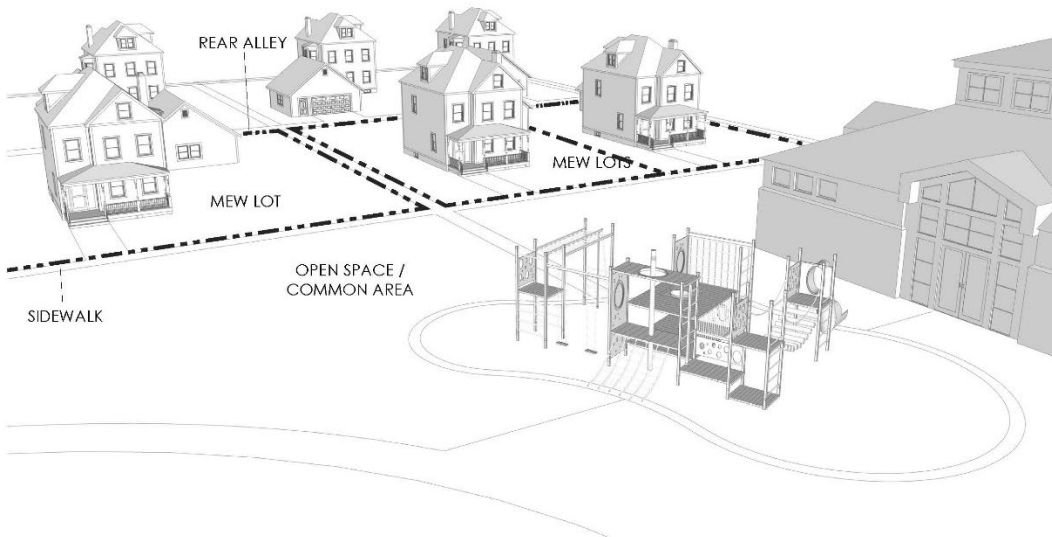 REAR ALLEY
MEW LOTS
MEW LOT
OPEN SPACE /
COMMON AREA
SIDEWALK